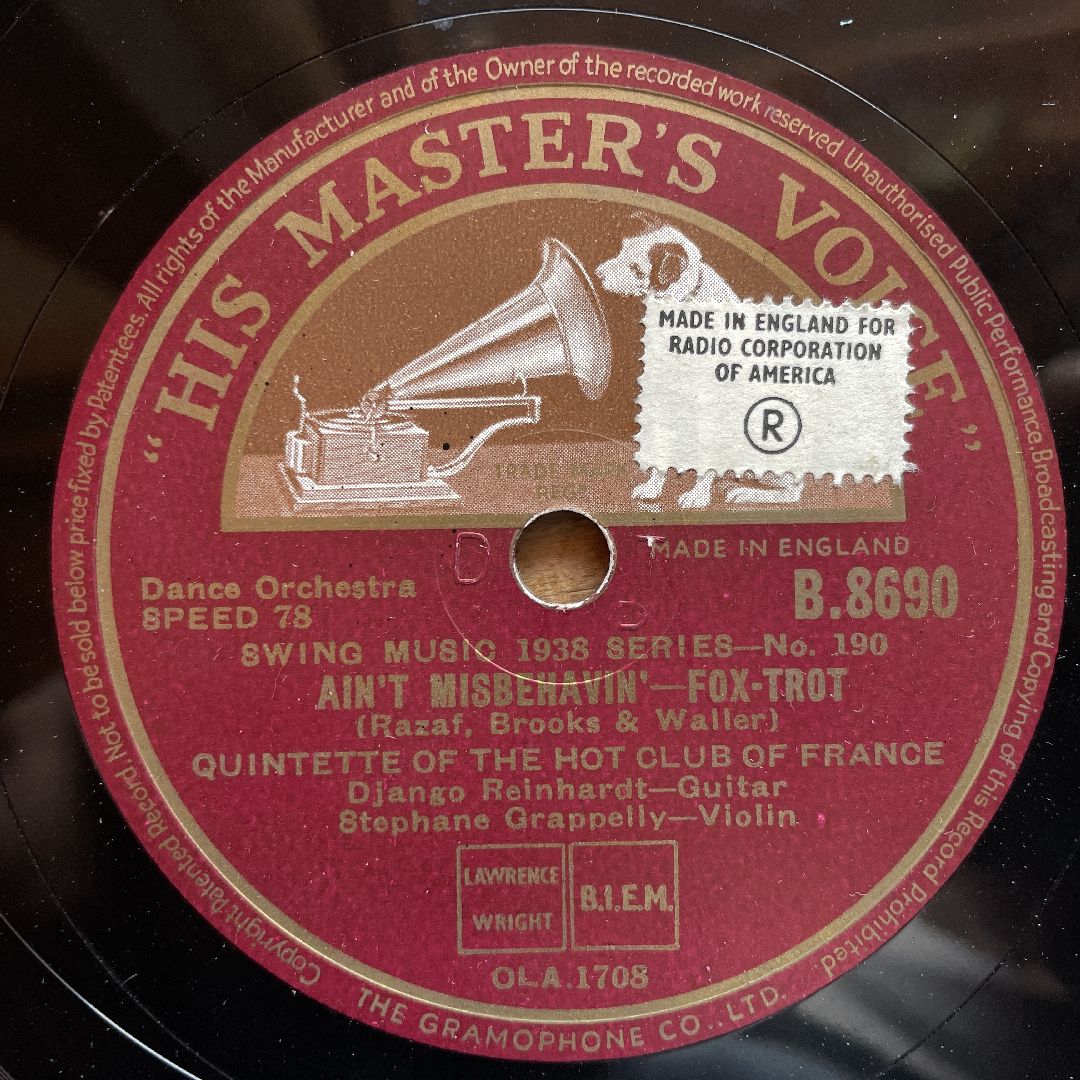 Copyright Patented Record, Not to be sold below price fixed by Patentees. All rights of the Manufacturer and of the Owner of the recorded work reserved Unauthorised Public Performance, Broadcasting and Copying of this Record Prohibited
"HIS MASTER'S VOICE"
MADE IN ENGLAND FOR
RADIO CORPORATION
OF AMERICA
R
TRADE MARK
REGD
D T
MADE IN ENGLAND
Dance Orchestra
B.8690
SPEED 78
D
SWING MUSIC 1938 SERIES—No. 190
AIN'T MISBEHAVIN'—FOX-TROT
(Razaf, Brooks & Waller)
QUINTETTE OF THE HOT CLUB OF FRANCE
Django Reinhardt—Guitar
Stephane Grappelly—Violin
LAWRENCE
WRIGHT
B.I.E.M.
OLA.1708
THE GRAMOPHONE CO., LTD.